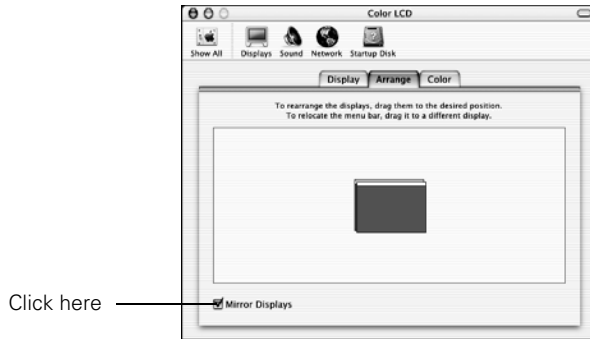 Color LCD
Show All Displays Sound Network Startup Disk
Display Arrange Color
To rearrange the displays, drag them to the desired position.
To relocate the menu bar, drag it to a different display.
Click here
Mirror Displays